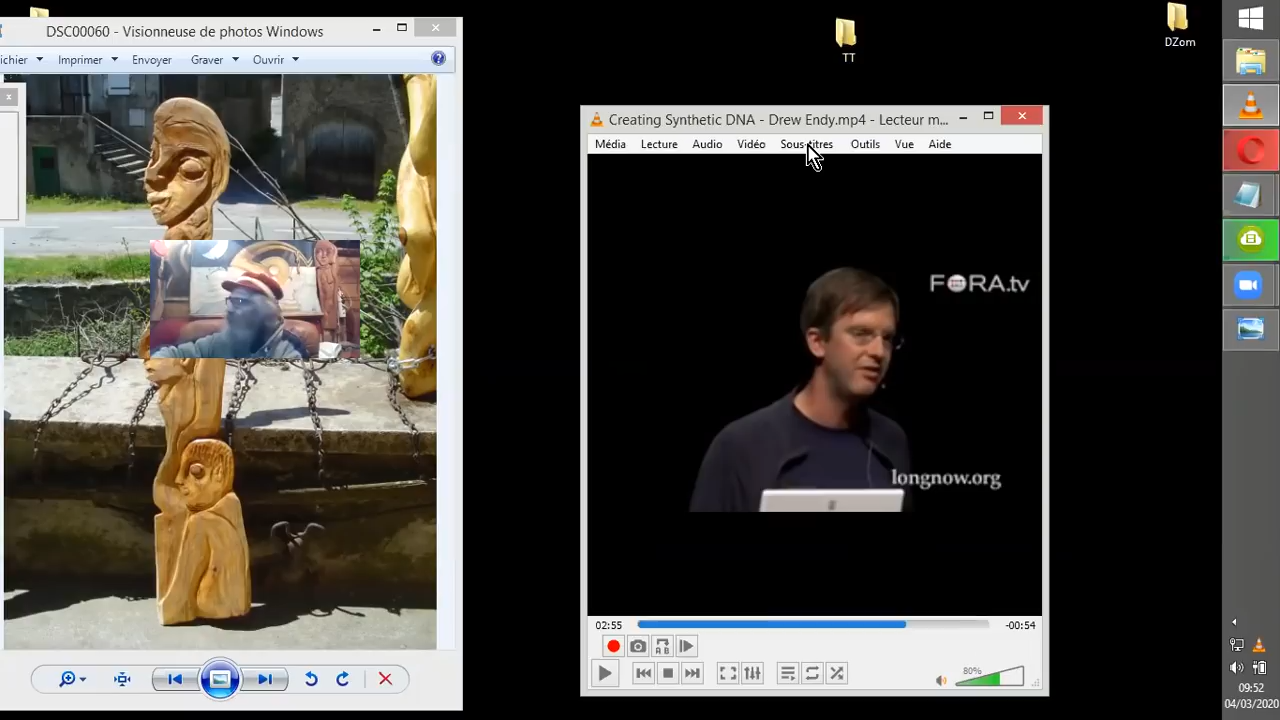 DSC00060 - Visionneuse de photos Windows
ichier Imprimer Envoyer Graver Ouvrir
TT
DZom
Creating Synthetic DNA - Drew Endy.mp4 - Lecteur m...
Média Lecture Audio Vidéo Sous-titres Outils Vue Aide
FORA.tv
longnow.org
02:55
-00:54
80%
09:52
04/03/2020